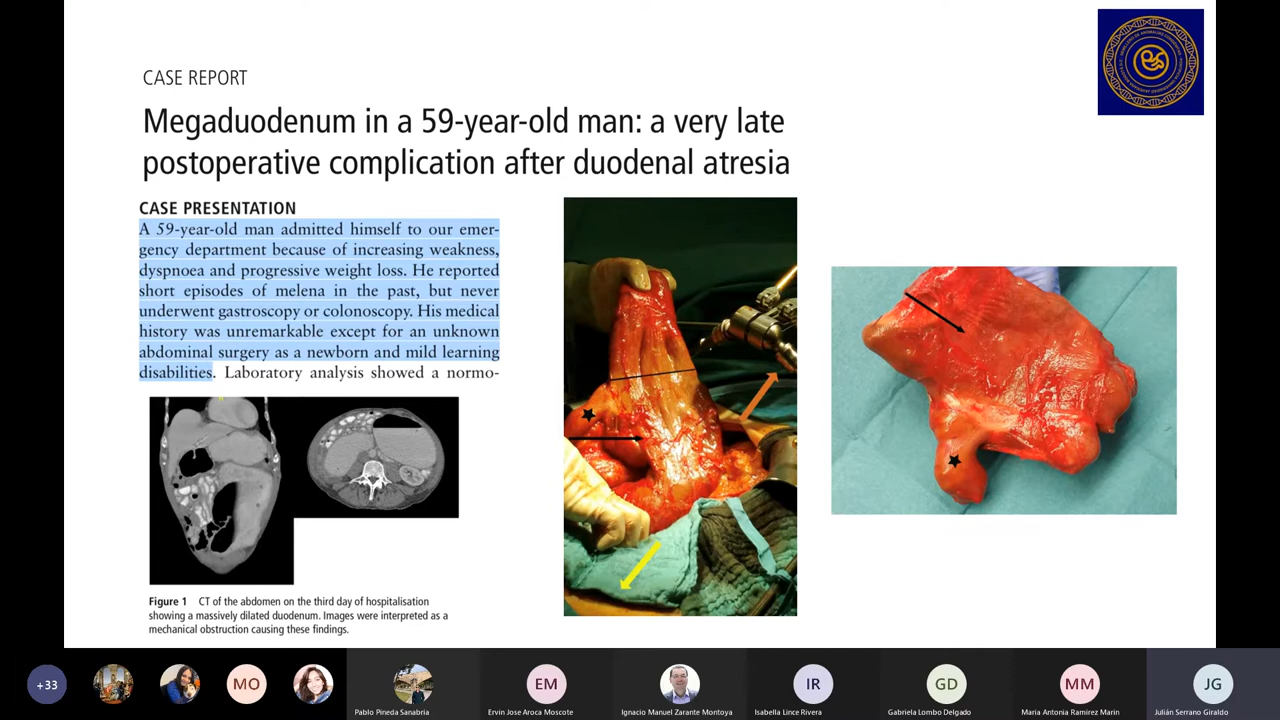 CASE REPORT
Megaduodenum in a 59-year-old man: a very late
postoperative complication after duodenal atresia
CASE PRESENTATION
A 59-year-old man admitted himself to our emer-
gency department because of increasing weakness,
dyspnoea and progressive weight loss. He reported
short episodes of melena in the past, but never
underwent gastroscopy or colonoscopy. His medical
history was unremarkable except for an unknown
abdominal surgery as a newborn and mild learning
disabilities. Laboratory analysis showed a normo-
Figure 1 CT of the abdomen on the third day of hospitalisation
showing a massively dilated duodenum. Images were interpreted as a
mechanical obstruction causing these findings.
+33
MO
Pablo Pineda Sanabria
EM
Ervin Jose Aroca Moscote
Ignacio Manuel Zarante Montoya
IR
Isabella Lince Rivera
GD
Gabriela Lombo Delgado
MM
Maria Antonia Ramirez Marin
JG
Julián Serrano Giraldo